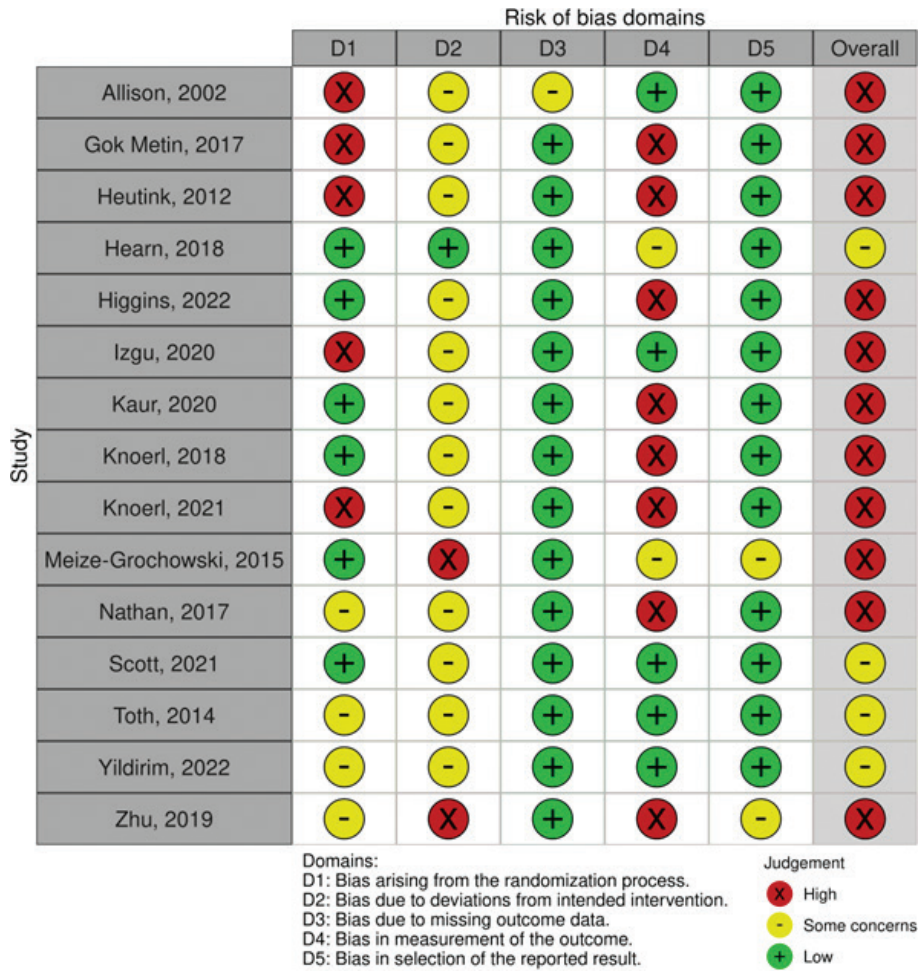 Risk of bias domains
D1 D2 D3 D4 D5 Overall
Study
Allison, 2002 X - - + + X
Gok Metin, 2017 X - + X + X
Heutink, 2012 X - + X + X
Hearn, 2018 + + + - + -
Higgins, 2022 + - + X + X
Izgu, 2020 X - + + + X
Kaur, 2020 + - + X + X
Knoerl, 2018 + - + X + X
Knoerl, 2021 X - + X + X
Meize-Grochowski, 2015 + X + - - X
Nathan, 2017 - - + X + X
Scott, 2021 + - + + + -
Toth, 2014 - - + + + -
Yildirim, 2022 - - + + + -
Zhu, 2019 - X + X - X
Domains:
D1: Bias arising from the randomization process.
D2: Bias due to deviations from intended intervention.
D3: Bias due to missing outcome data.
D4: Bias in measurement of the outcome.
D5: Bias in selection of the reported result.
Judgement
X High
- Some concerns
+ Low